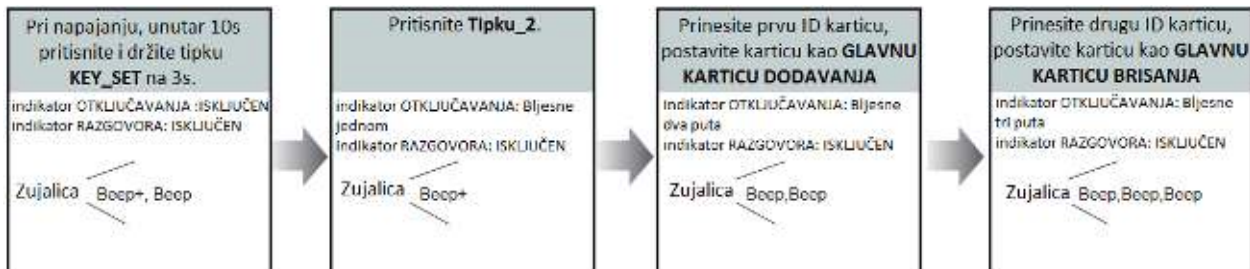 Pri napajanju, unutar 10s
pritisnite i držite tipku
KEY_SET na 3s.
indikator OTKLJUČAVANJA :ISKLJUČEN
indikator RAZGOVORA: ISKLJUČEN
Zujalica Beep+, Beep
Pritisnite Tipku_2.
indikator OTKLJUČAVANJA: Bljesne
jednom
indikator RAZGOVORA: ISKLJUČEN
Zujalica Beep+
Prinesite prvu ID karticu,
postavite karticu kao GLAVNU
KARTICU DODAVANJA
indikator OTKLJUČAVANJA: Bljesne
dva puta
indikator RAZGOVORA: ISKLJUČEN
Zujalica Beep,Beep
Prinesite drugu ID karticu,
postavite karticu kao GLAVNU
KARTICU BRISANJA
indikator OTKLJUČAVANJA: Bljesne
tri puta
indikator RAZGOVORA: ISKLJUČEN
Zujalica Beep,Beep,Beep